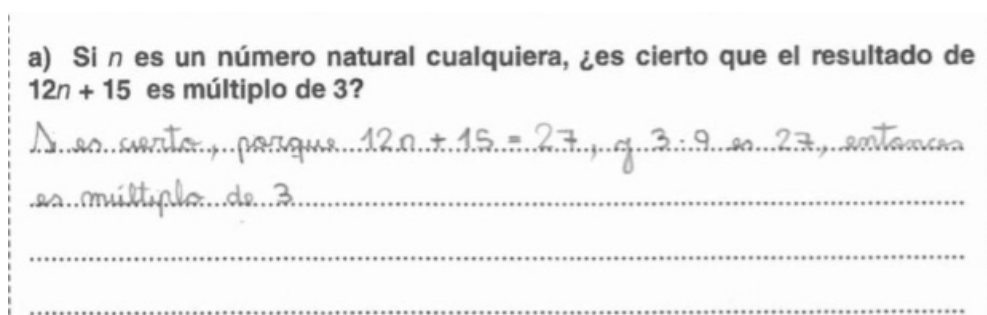 a) Si n es un número natural cualquiera, ¿es cierto que el resultado de
12n + 15 es múltiplo de 3?
Si es cierto, porque 12n + 15 = 27, y 3·9 es 27, entonces
es múltiplo de 3